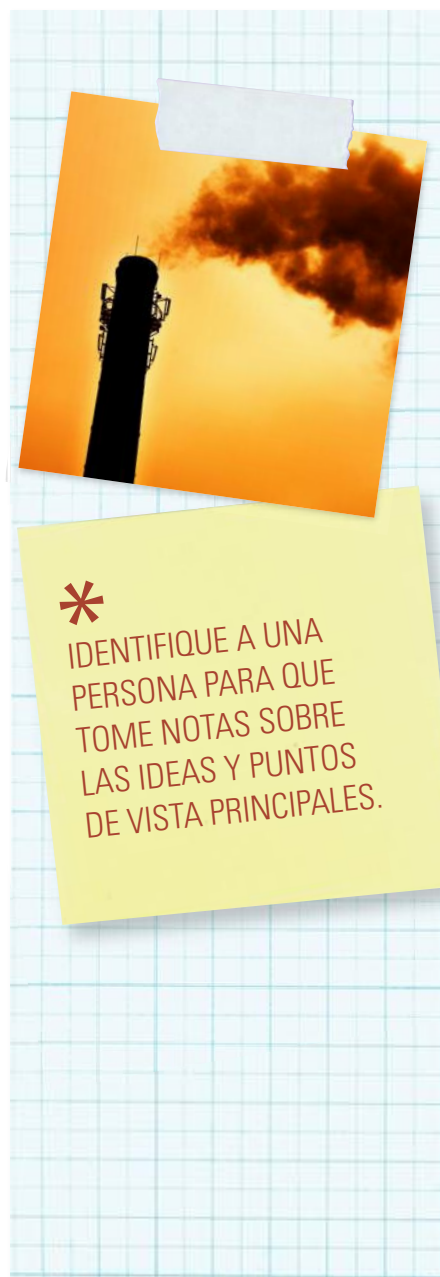 *
IDENTIFIQUE A UNA
PERSONA PARA QUE
TOME NOTAS SOBRE
LAS IDEAS Y PUNTOS
DE VISTA PRINCIPALES.